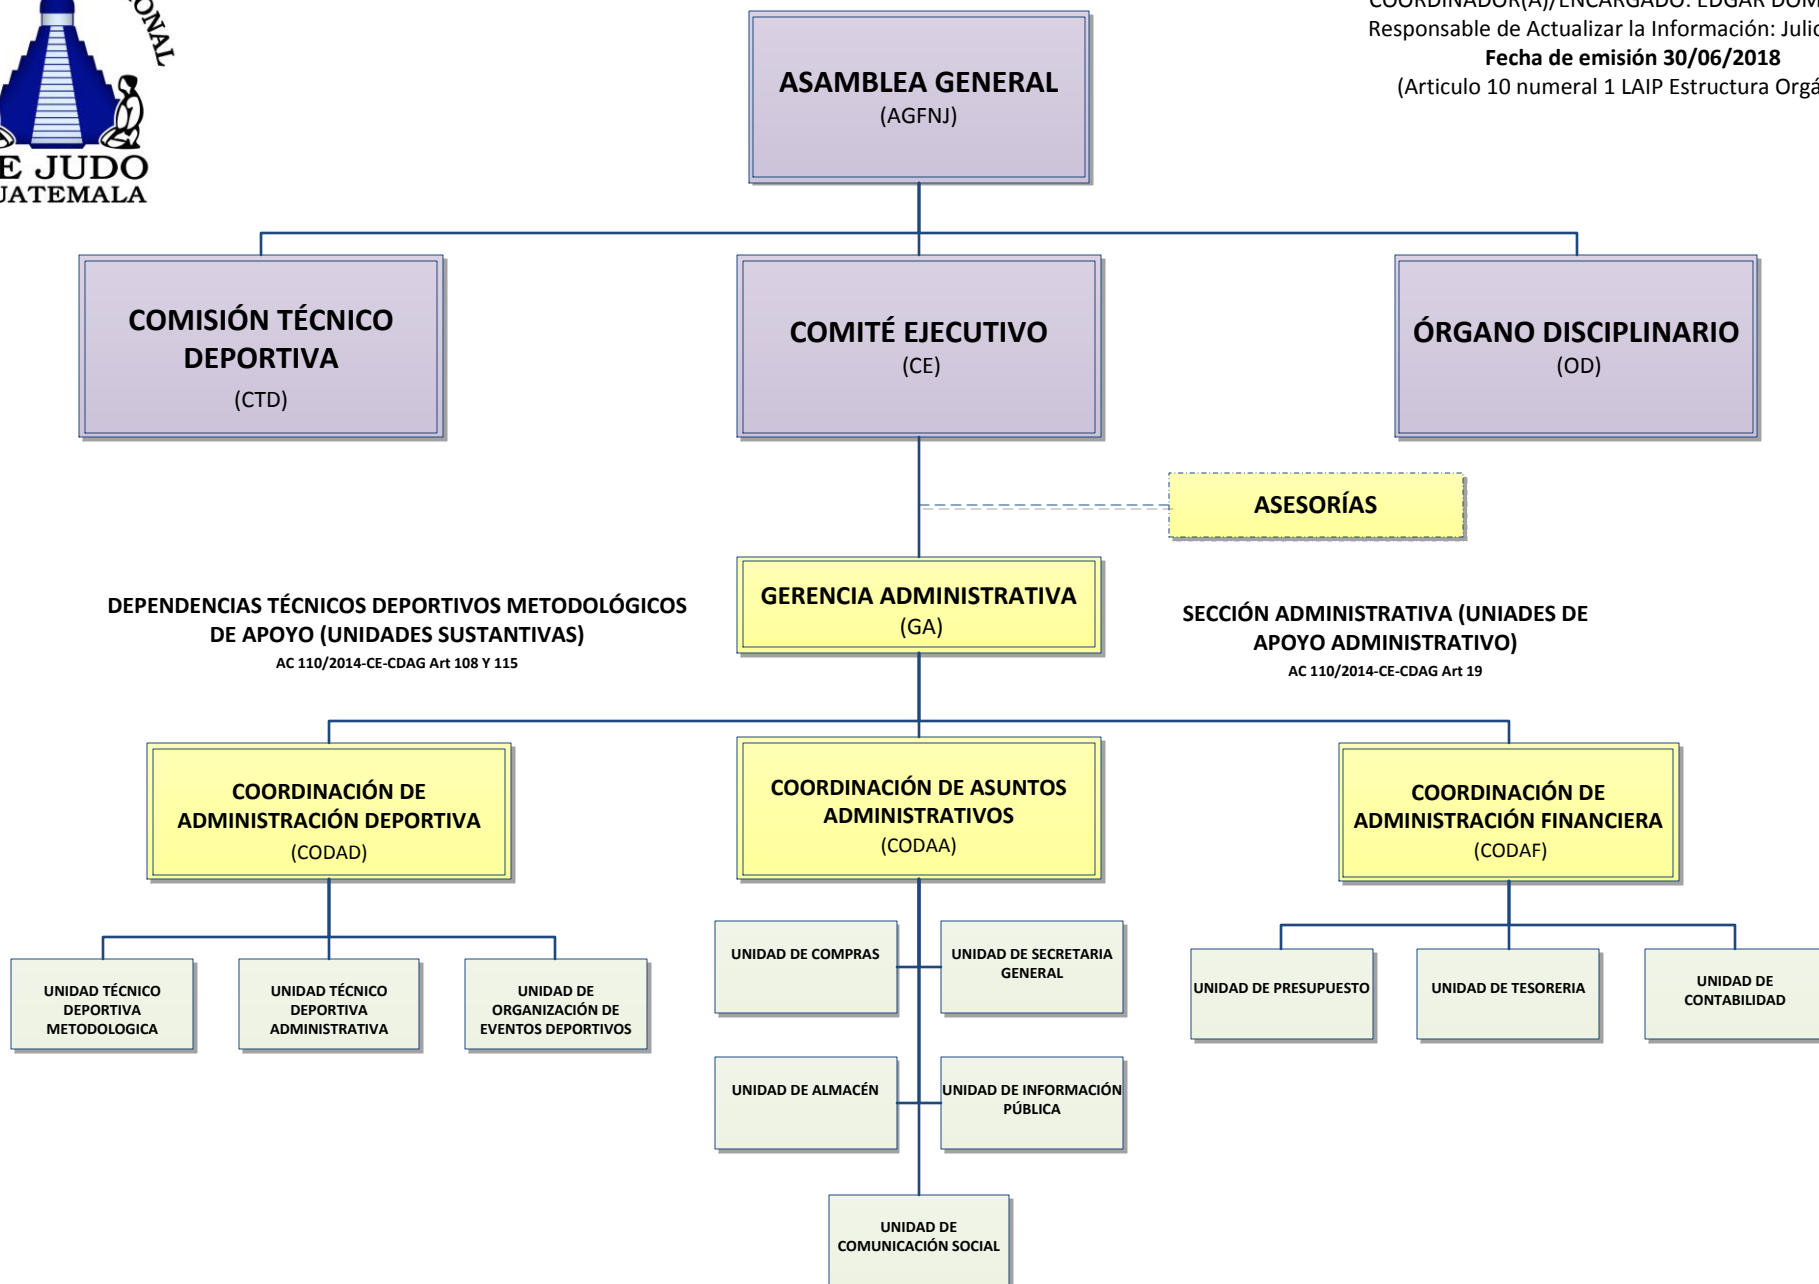 JUDO
COORDINADOR(A)/ENCARGADO: EDGAR
Responsable de Actualizar la Información:
Fecha de emisión 30/06/2018
(Articulo 10 numeral 1 LAIP Estructura
ASAMBLEA GENERAL
(AGFNJ)
COMISIÓN TÉCNICO
DEPORTIVA
(CTD)
COMITÉ EJECUTIVO
(CE)
ÓRGANO DISCIPLINARIO
(OD)
ASESORÍAS
GERENCIA ADMINISTRATIVA
(GA)
DEPENDENCIAS TÉCNICOS DEPORTIVOS METODOLÓGICOS
DE APOYO (UNIDADES SUSTANTIVAS)
AC 110/2014-CE-CDAG Art 108 Y 115
SECCIÓN ADMINISTRATIVA (UNIADES DE
APOYO ADMINISTRATIVO)
AC 110/2014-CE-CDAG Art 19
COORDINACIÓN DE
ADMINISTRACIÓN DEPORTIVA
(CODAD)
COORDINACIÓN DE ASUNTOS
ADMINISTRATIVOS
(CODAA)
COORDINACIÓN DE
ADMINISTRACIÓN FINANCIERA
(CODAF)
UNIDAD TÉCNICO
DEPORTIVA
METODOLOGICA
UNIDAD TÉCNICO
DEPORTIVA
ADMINISTRATIVA
UNIDAD DE
ORGANIZACIÓN DE
EVENTOS DEPORTIVOS
UNIDAD DE COMPRAS
UNIDAD DE SECRETARIA
GENERAL
UNIDAD DE ALMACÉN
UNIDAD DE INFORMACIÓN
PÚBLICA
UNIDAD DE
COMUNICACIÓN SOCIAL
UNIDAD DE PRESUPUESTO
UNIDAD DE TESORERIA
UNIDAD DE
CONTABILIDAD